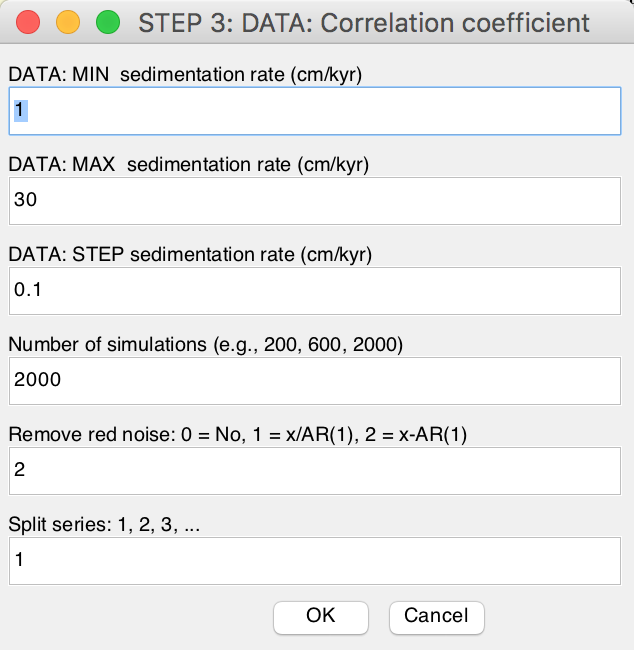 STEP 3: DATA: Correlation coefficient
DATA: MIN  sedimentation rate (cm/kyr)
1
DATA: MAX  sedimentation rate (cm/kyr)
30
DATA: STEP sedimentation rate (cm/kyr)
0.1
Number of simulations (e.g., 200, 600, 2000)
2000
Remove red noise: 0 = No, 1 = x/AR(1), 2 = x-AR(1)
2
Split series: 1, 2, 3, ...
1
OK Cancel